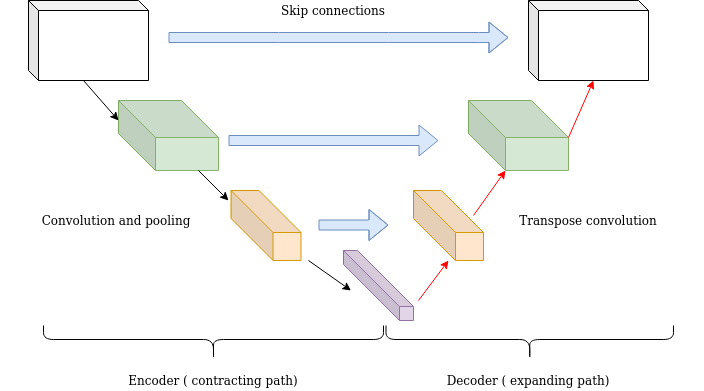 Skip connections
Convolution and pooling
Transpose convolution
Encoder ( contracting path)
Decoder ( expanding path)